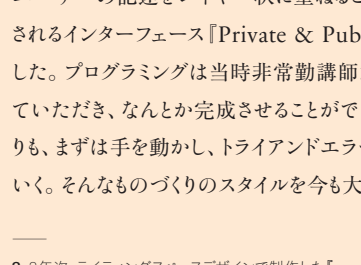 されるインターフェース『Private & Pub
した。プログラミングは当時非常勤講師
ていただき、なんとか完成させることがで
りも、まずは手を動かし、トライアンドエラ
いく。そんなものづくりのスタイルを今も大